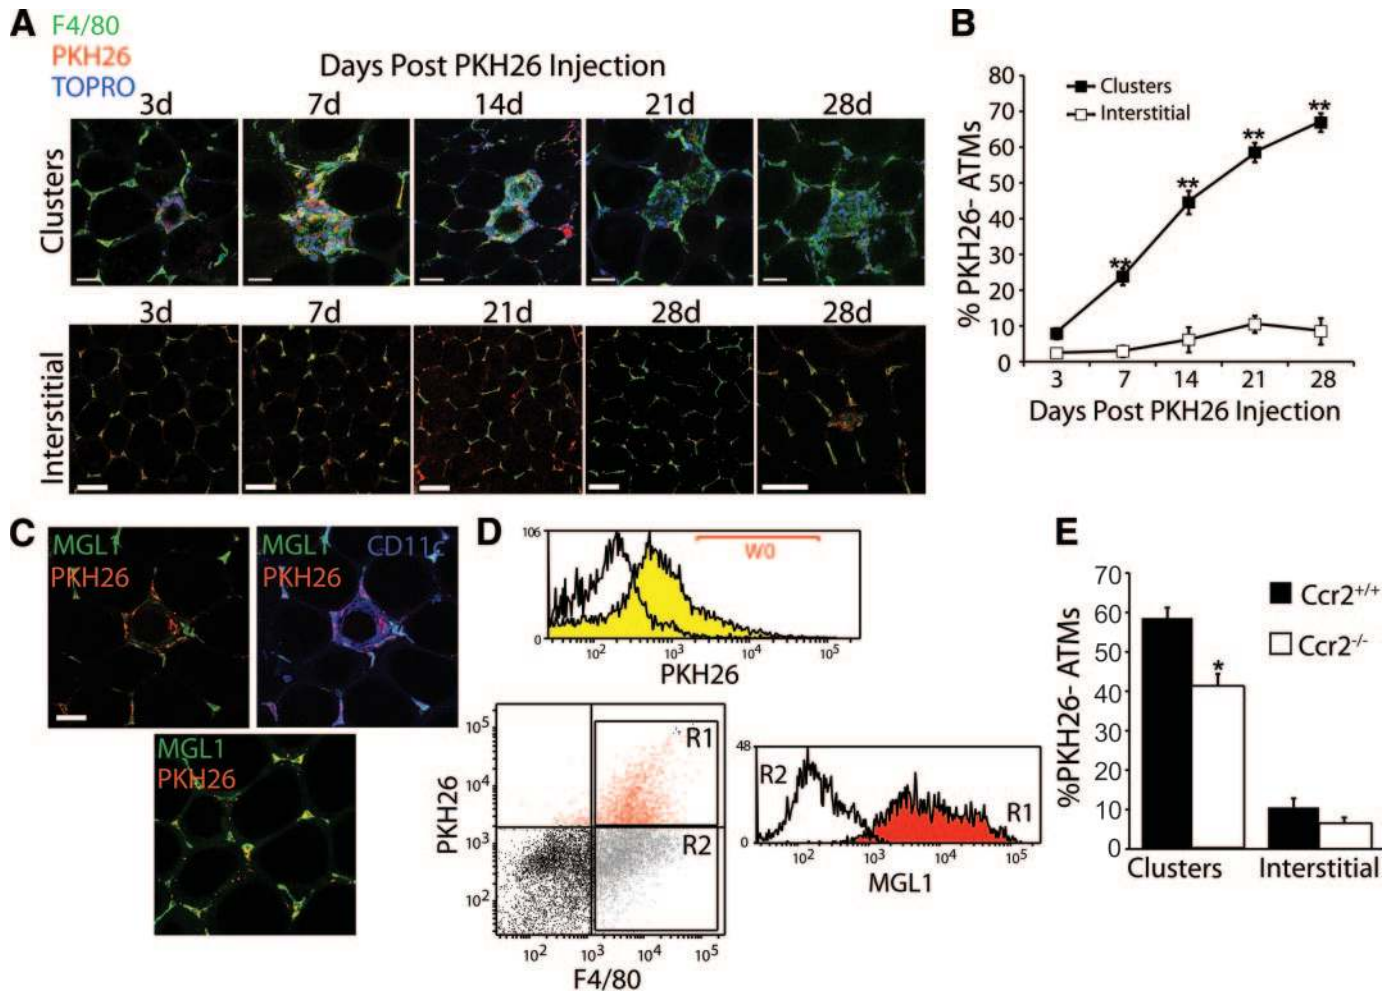 A
F4/80
PKH26
TOPRO
Days Post PKH26 Injection
3d 7d 14d 21d 28d
Clusters
3d 7d 21d 28d 28d
Interstitial
B
80
70
60
50
40
30
20
10
0
% PKH26- ATMs
Clusters
Interstitial
** ** ** **
3 7 14 21 28
Days Post PKH26 Injection
C
MGL1
PKH26
MGL1 CD11c
PKH26
MGL1
PKH26
D
106
0
W0
10² 10³ 10⁴ 10⁵
PKH26
10⁵
10⁴
10³
10²
PKH26
R1
R2
10² 10³ 10⁴ 10⁵
F4/80
48
0
R2
R1
10² 10³ 10⁴ 10⁵
MGL1
E
70
60
50
40
30
20
10
0
%PKH26- ATMs
Ccr2+/+
Ccr2-/-
*
Clusters Interstitial